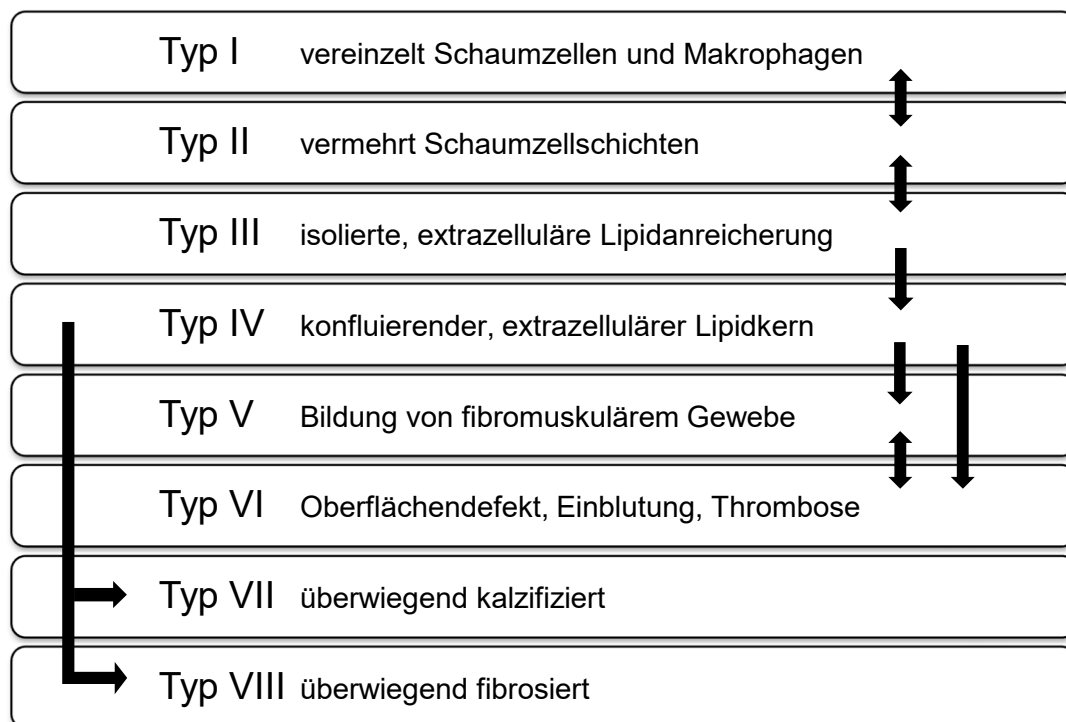 Typ I vereinzelt Schaumzellen und Makrophagen
Typ II vermehrt Schaumzellschichten
Typ III isolierte, extrazelluläre Lipidanreicherung
Typ IV konfluierender, extrazellulärer Lipidkern
Typ V Bildung von fibromuskulärem Gewebe
Typ VI Oberflächendefekt, Einblutung, Thrombose
Typ VII überwiegend kalzifiziert
Typ VIII überwiegend fibrosiert